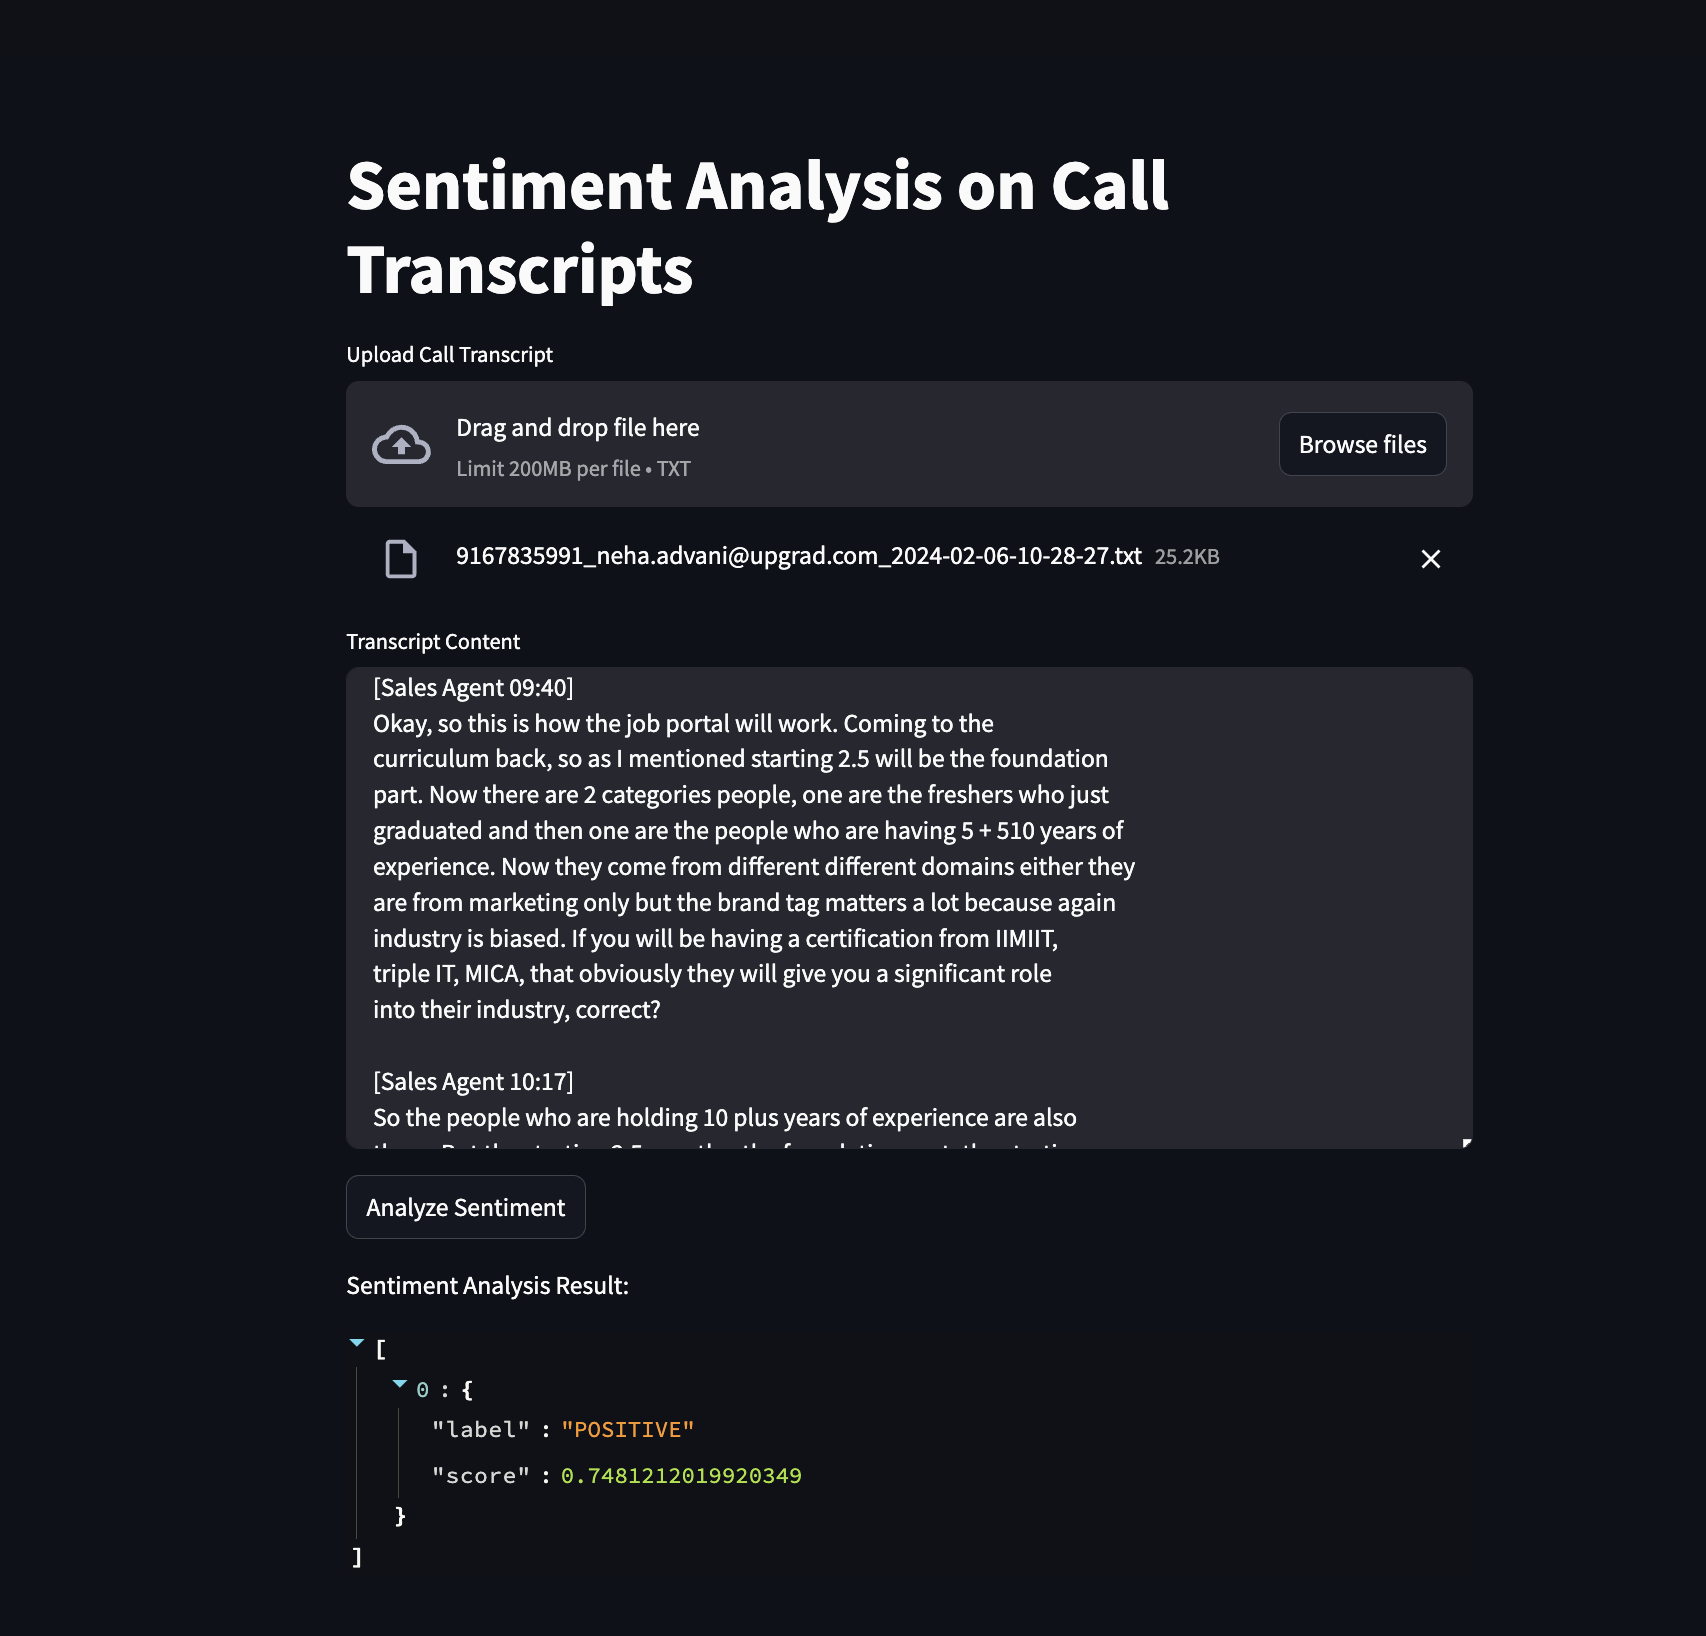 Sentiment Analysis on Call
Transcripts
Upload Call Transcript
Drag and drop file here
Limit 200MB per file • TXT
Browse files
9167835991_neha.advani@upgrad.com_2024-02-06-10-28-27.txt 25.2KB
Transcript Content
[Sales Agent 09:40]
Okay, so this is how the job portal will work. Coming to the
curriculum back, so as I mentioned starting 2.5 will be the foundation
part. Now there are 2 categories people, one are the freshers who just
graduated and then one are the people who are having 5 + 510 years of
experience. Now they come from different different domains either they
are from marketing only but the brand tag matters a lot because again
industry is biased. If you will be having a certification from IIMIIT,
triple IT, MICA, that obviously they will give you a significant role
into their industry, correct?
[Sales Agent 10:17]
So the people who are holding 10 plus years of experience are also
Analyze Sentiment
Sentiment Analysis Result:
[
0 : {
"label" : "POSITIVE"
"score" : 0.7481212019920349
}
]